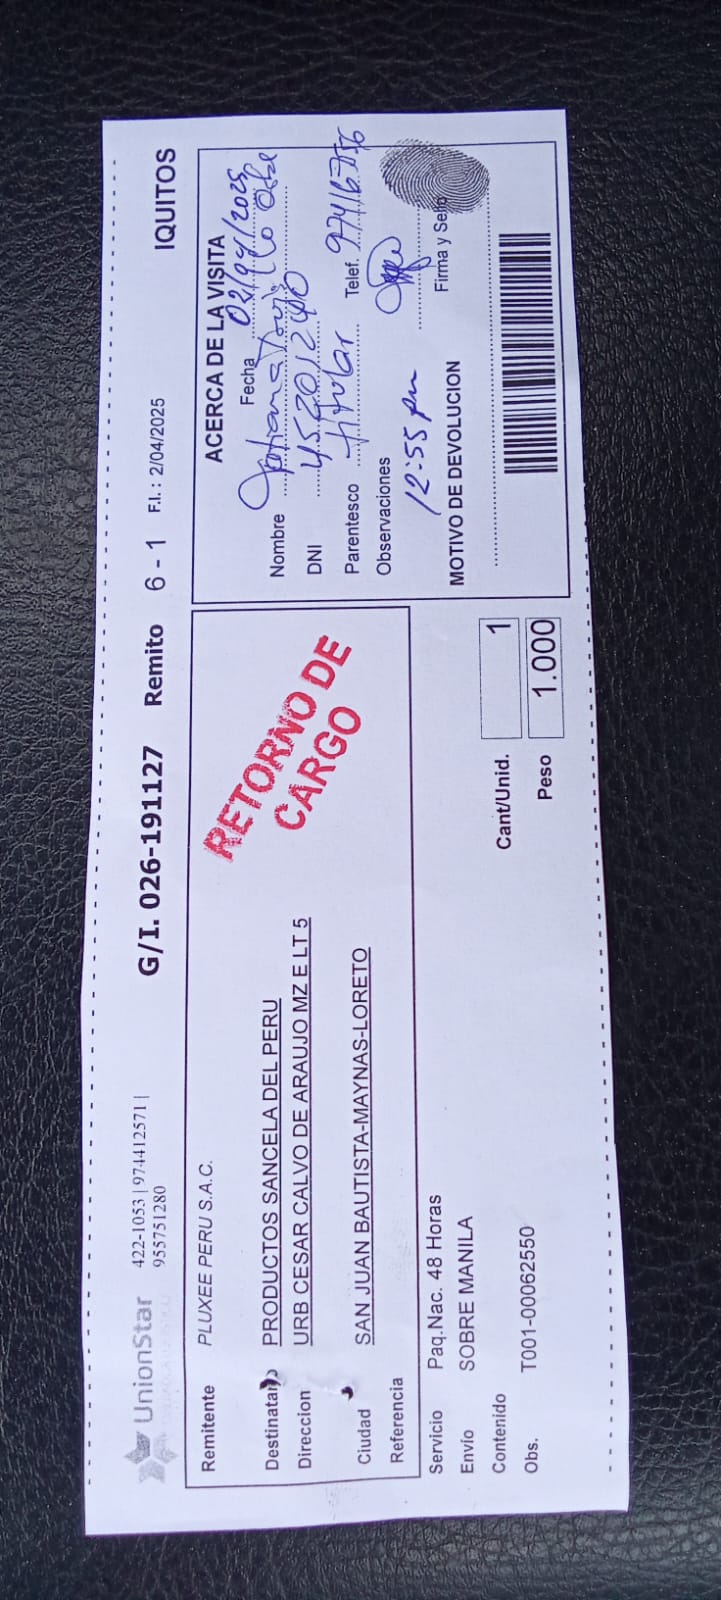 UnionStar
422-1053 | 974412571 |
955751280
G/I. 026-191127 Remito 6 - 1 F.I. : 2/04/2025 IQUITOS
Remitente PLUXEE PERU S.A.C.
Destinatario PRODUCTOS SANCELA DEL PERU
Direccion URB CESAR CALVO DE ARAUJO MZ E LT 5
Ciudad SAN JUAN BAUTISTA-MAYNAS-LORETO
Referencia
RETORNO DE
CARGO
Servicio Paq.Nac. 48 Horas
Envío SOBRE MANILA
Contenido
Obs. T001-00062550
Cant/Unid. 1
Peso 1.000
ACERCA DE LA VISITA
Fecha 02/04/2025
Nombre
DNI 45201240
Parentesco titular Telef.
Observaciones
12:55 pm
Firma y Sello
MOTIVO DE DEVOLUCION